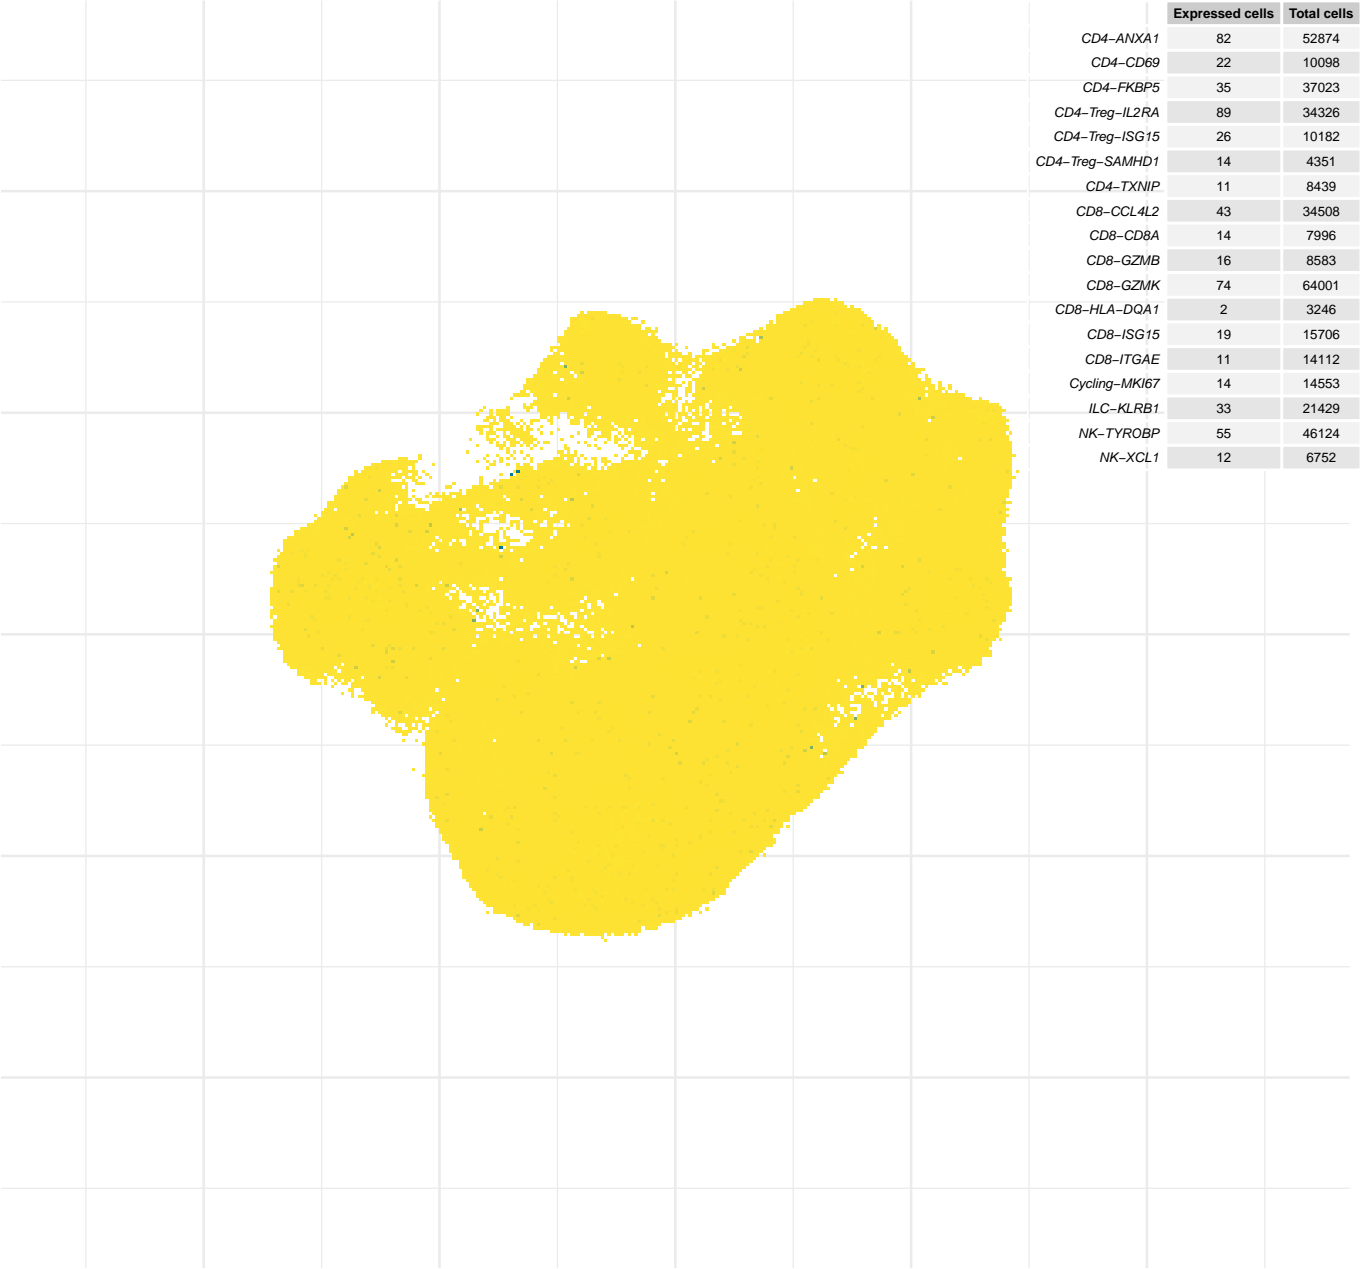 Expressed cells Total cells
CD4−ANXA1 82 52874
CD4−CD69 22 10098
CD4−FKBP5 35 37023
CD4−Treg−IL2RA 89 34326
CD4−Treg−ISG15 26 10182
CD4−Treg−SAMHD1 14 4351
CD4−TXNIP 11 8439
CD8−CCL4L2 43 34508
CD8−CD8A 14 7996
CD8−GZMB 16 8583
CD8−GZMK 74 64001
CD8−HLA−DQA1 2 3246
CD8−ISG15 19 15706
CD8−ITGAE 11 14112
Cycling−MKI67 14 14553
ILC−KLRB1 33 21429
NK−TYROBP 55 46124
NK−XCL1 12 6752